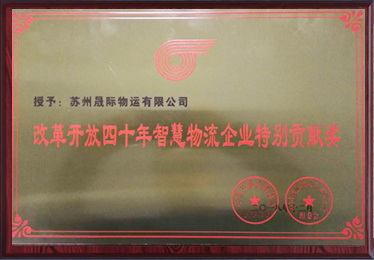 授予：苏州晟际物运有限公司
改革开放四十年智慧物流企业特别贡献奖